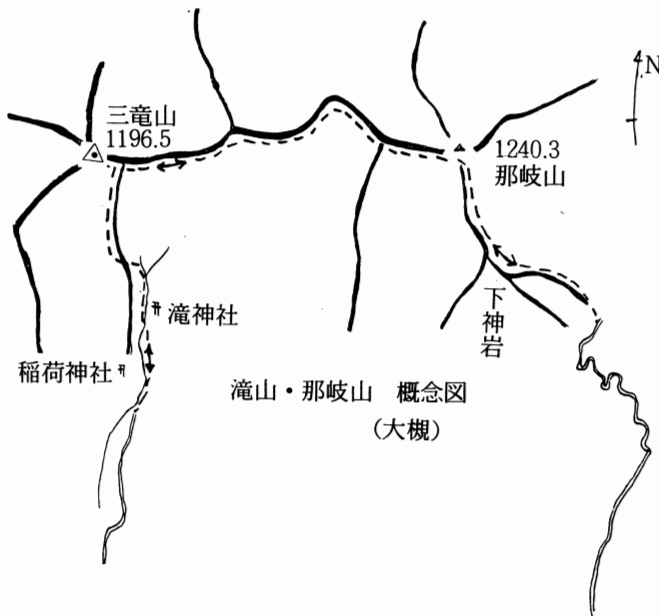 N
三竜山
1196.5
1240.3
那岐山
下神岩
滝神社
稲荷神社
滝山・那岐山 概念図
(大槻)